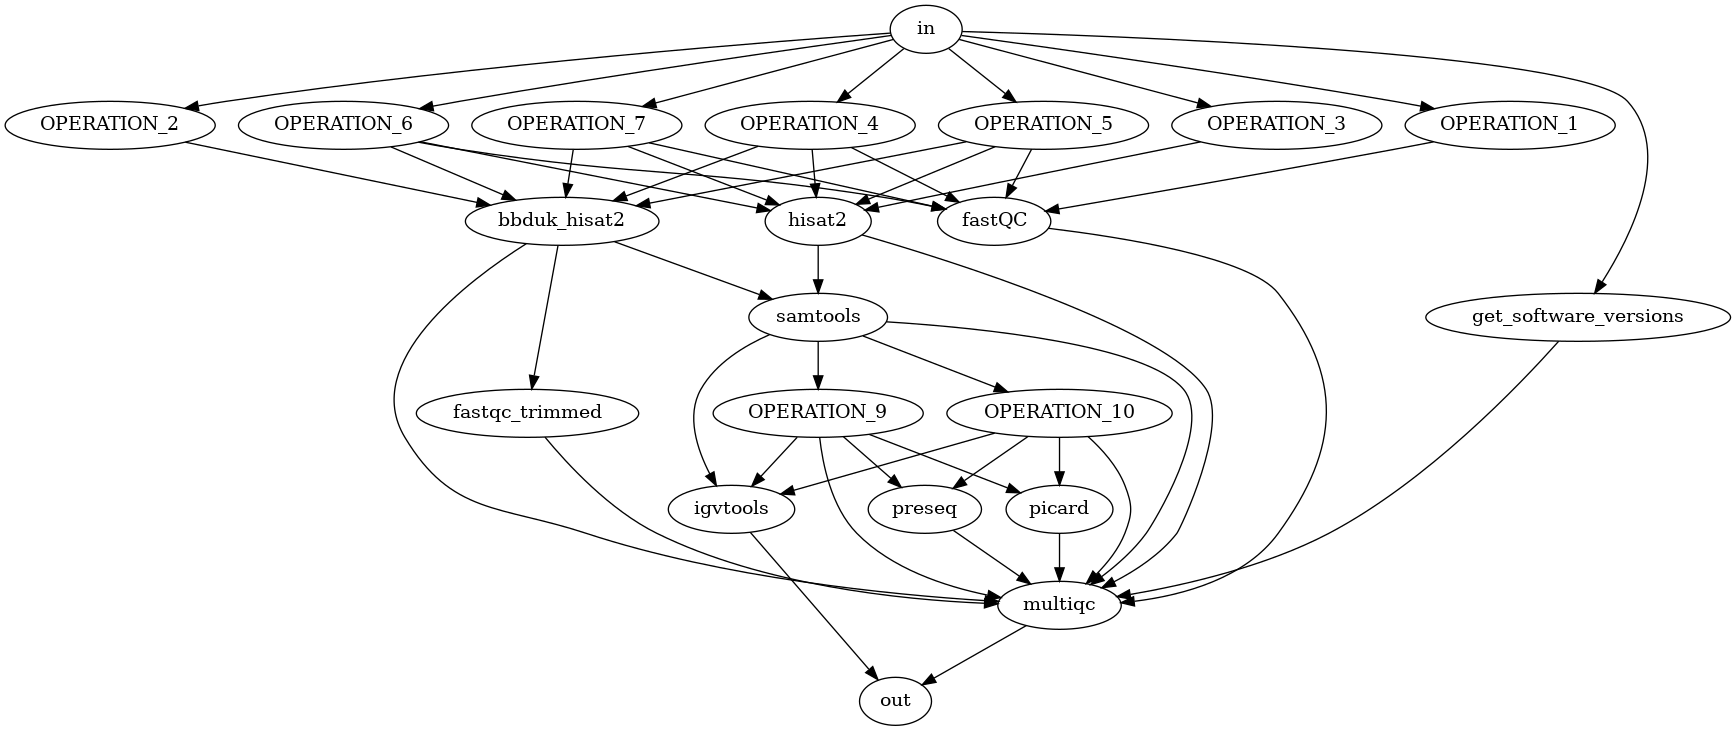 in
OPERATION_2
OPERATION_6
OPERATION_7
OPERATION_4
OPERATION_5
OPERATION_3
OPERATION_1
bbduk_hisat2
hisat2
fastQC
samtools
get_software_versions
fastqc_trimmed
OPERATION_9
OPERATION_10
igvtools
preseq
picard
multiqc
out